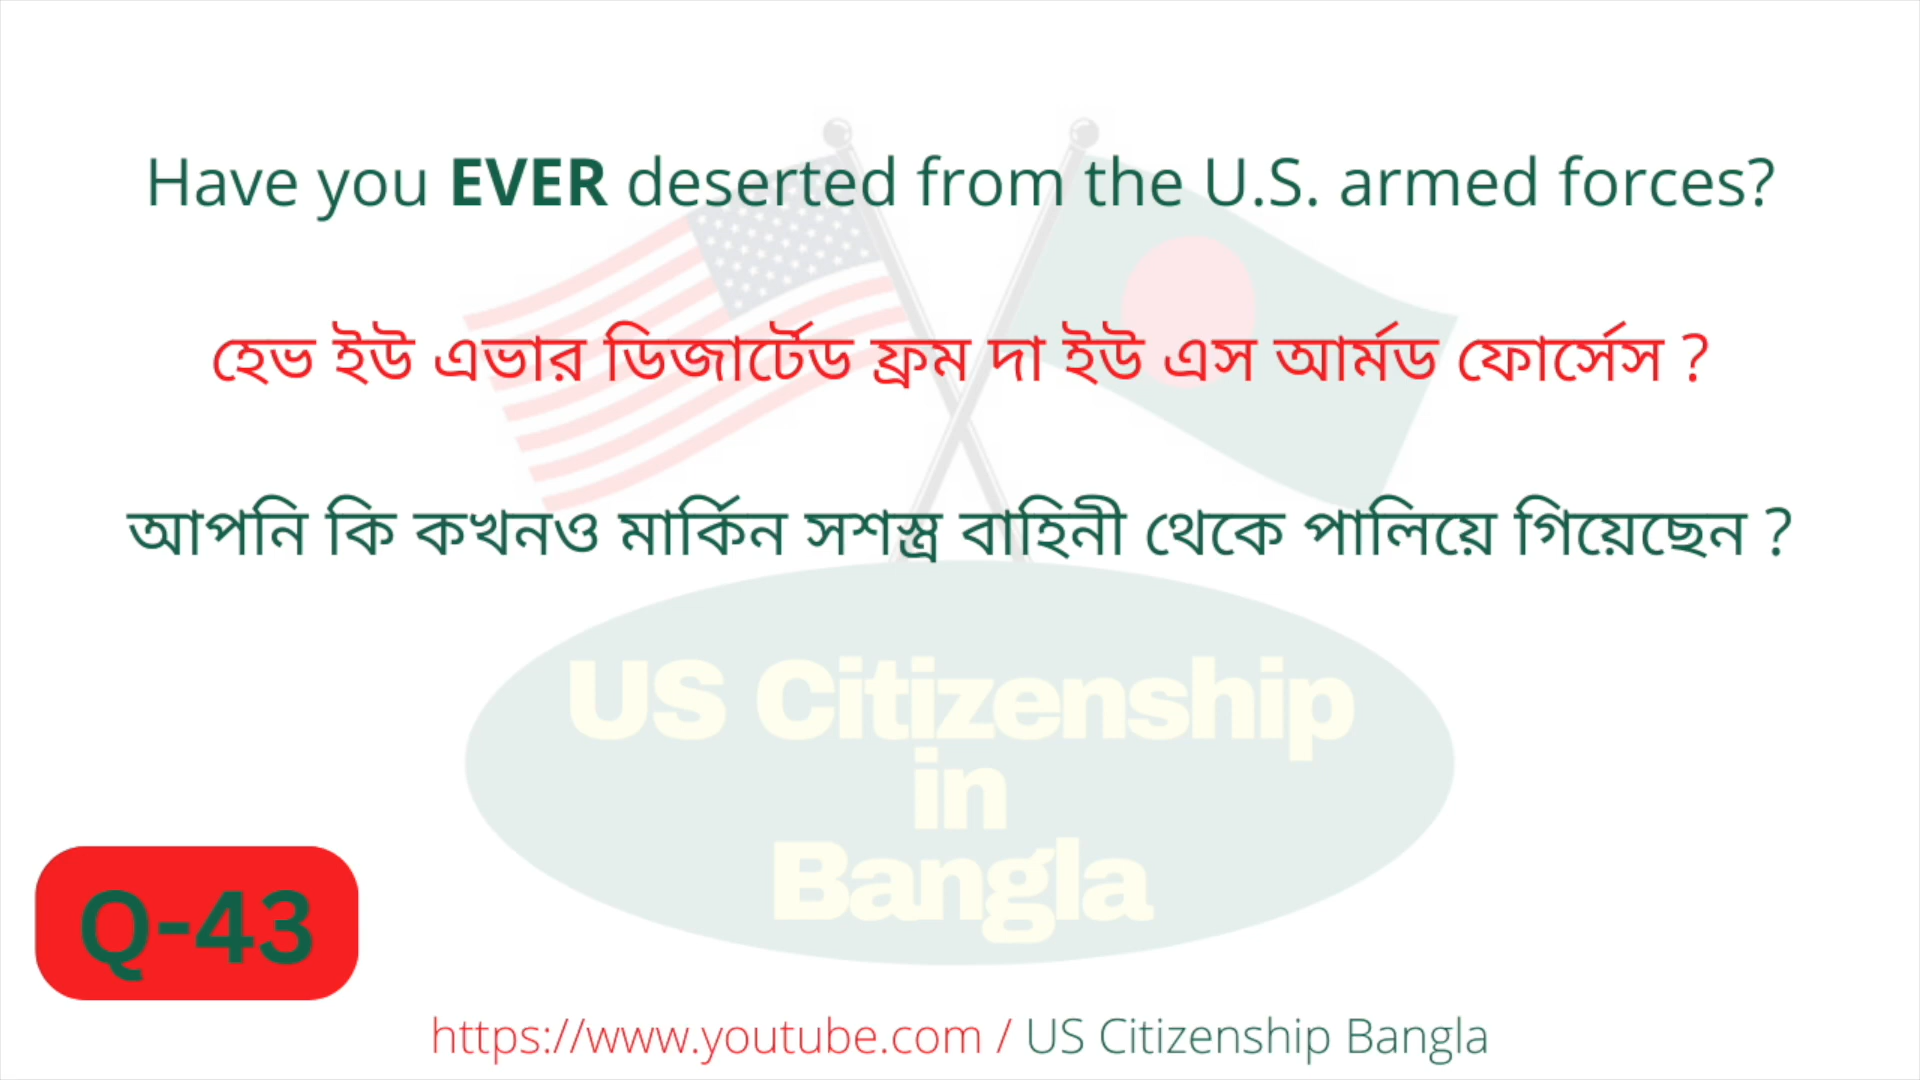 Have you EVER deserted from the U.S. armed forces?
হেভ ইউ এভার ডিজার্টেড ফ্রম দা ইউ এস আর্মড ফোর্সেস ?
আপনি কি কখনও মার্কিন সশস্ত্র বাহিনী থেকে পালিয়ে গিয়েছেন ?
US Citizenship
in
Bangla
Q-43
https://www.youtube.com / US Citizenship Bangla